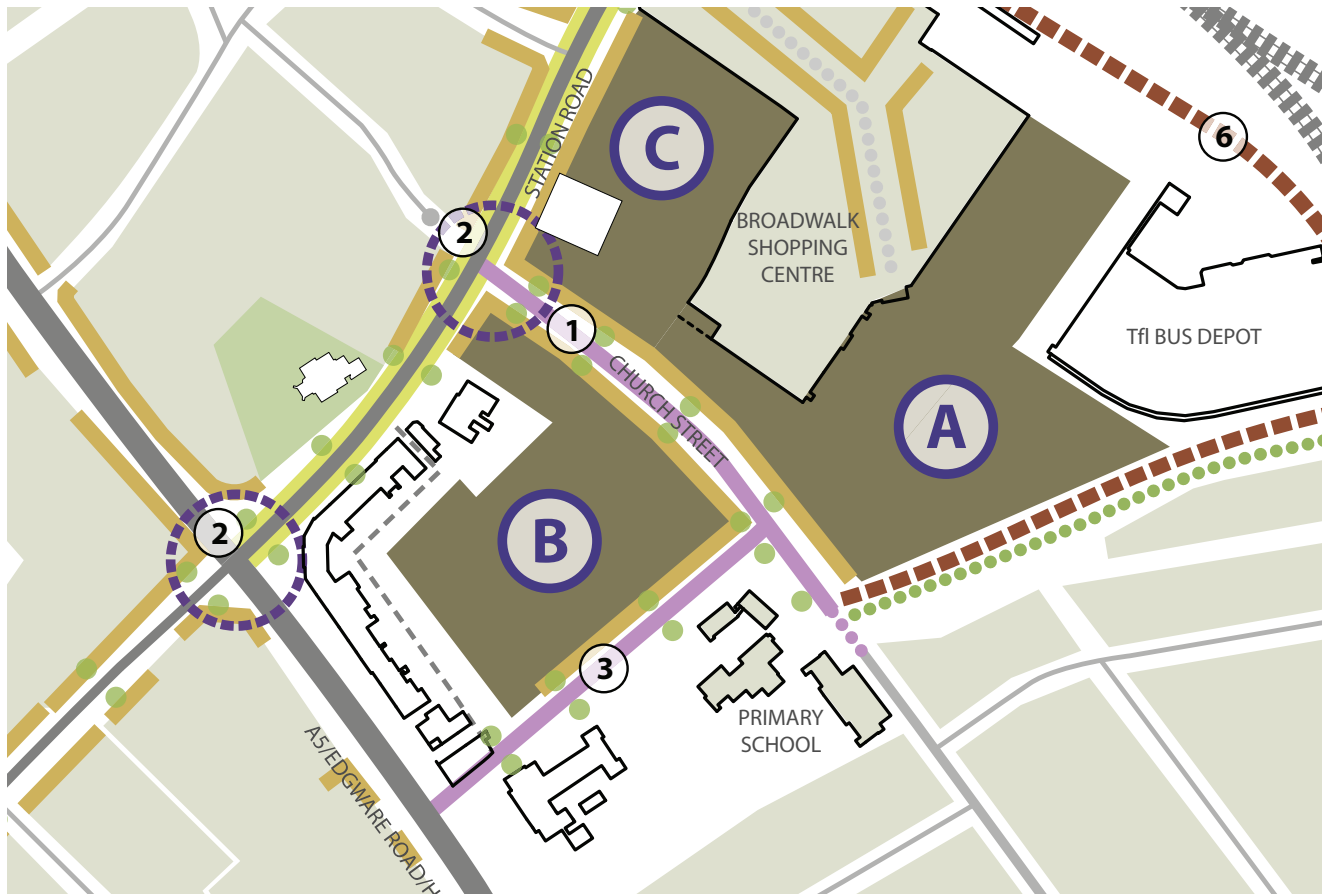 STATION ROAD
C
6
2
BROADWALK
SHOPPING
CENTRE
1
Tfl BUS DEPOT
CHURCH STREET
A
2
B
3
PRIMARY
SCHOOL
A5/EDGWARE ROAD/H